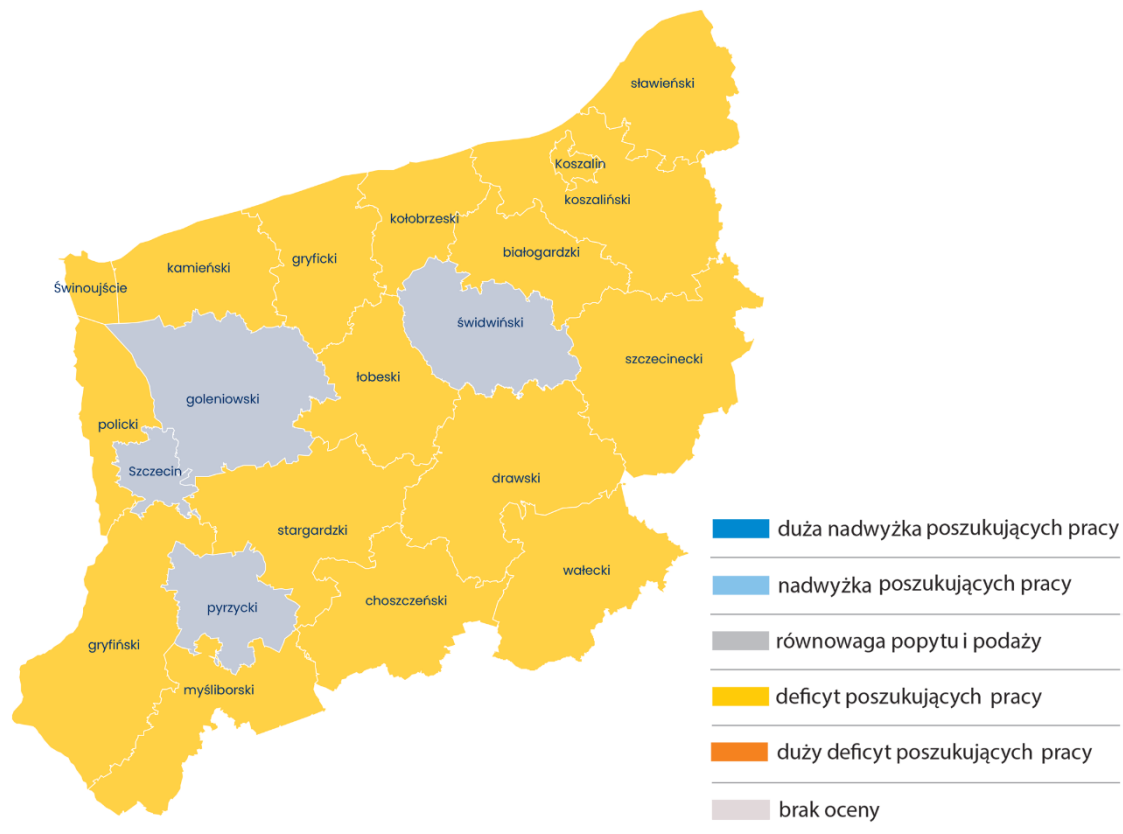 sławieński
Koszalin
koszaliński
kołobrzeski
białogardzki
gryficki
kamieński
Świnoujście
świdwiński
szczecinecki
łobeski
goleniowski
policki
Szczecin
drawski
stargardzki
wałecki
choszczeński
pyrzycki
gryfiński
myśliborski
duża nadwyżka poszukujących pracy
nadwyżka poszukujących pracy
równowaga popytu i podaży
deficyt poszukujących pracy
duży deficyt poszukujących pracy
brak oceny